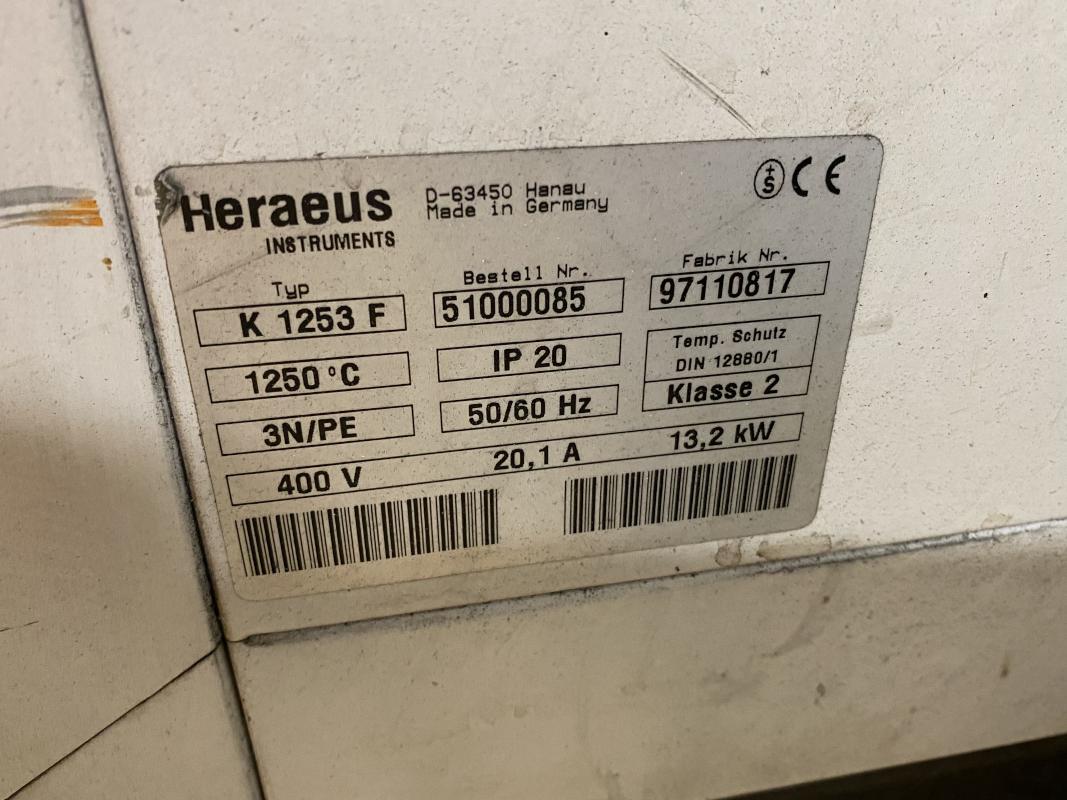 Heraeus
INSTRUMENTS
D-63450 Hanau
Made in Germany
CE
Typ
K 1253 F
Bestell Nr.
51000085
Fabrik Nr.
97110817
1250 °C
IP 20
Temp. Schutz
DIN 12880/1
Klasse 2
3N/PE
50/60 Hz
400 V 20,1 A 13,2 kW